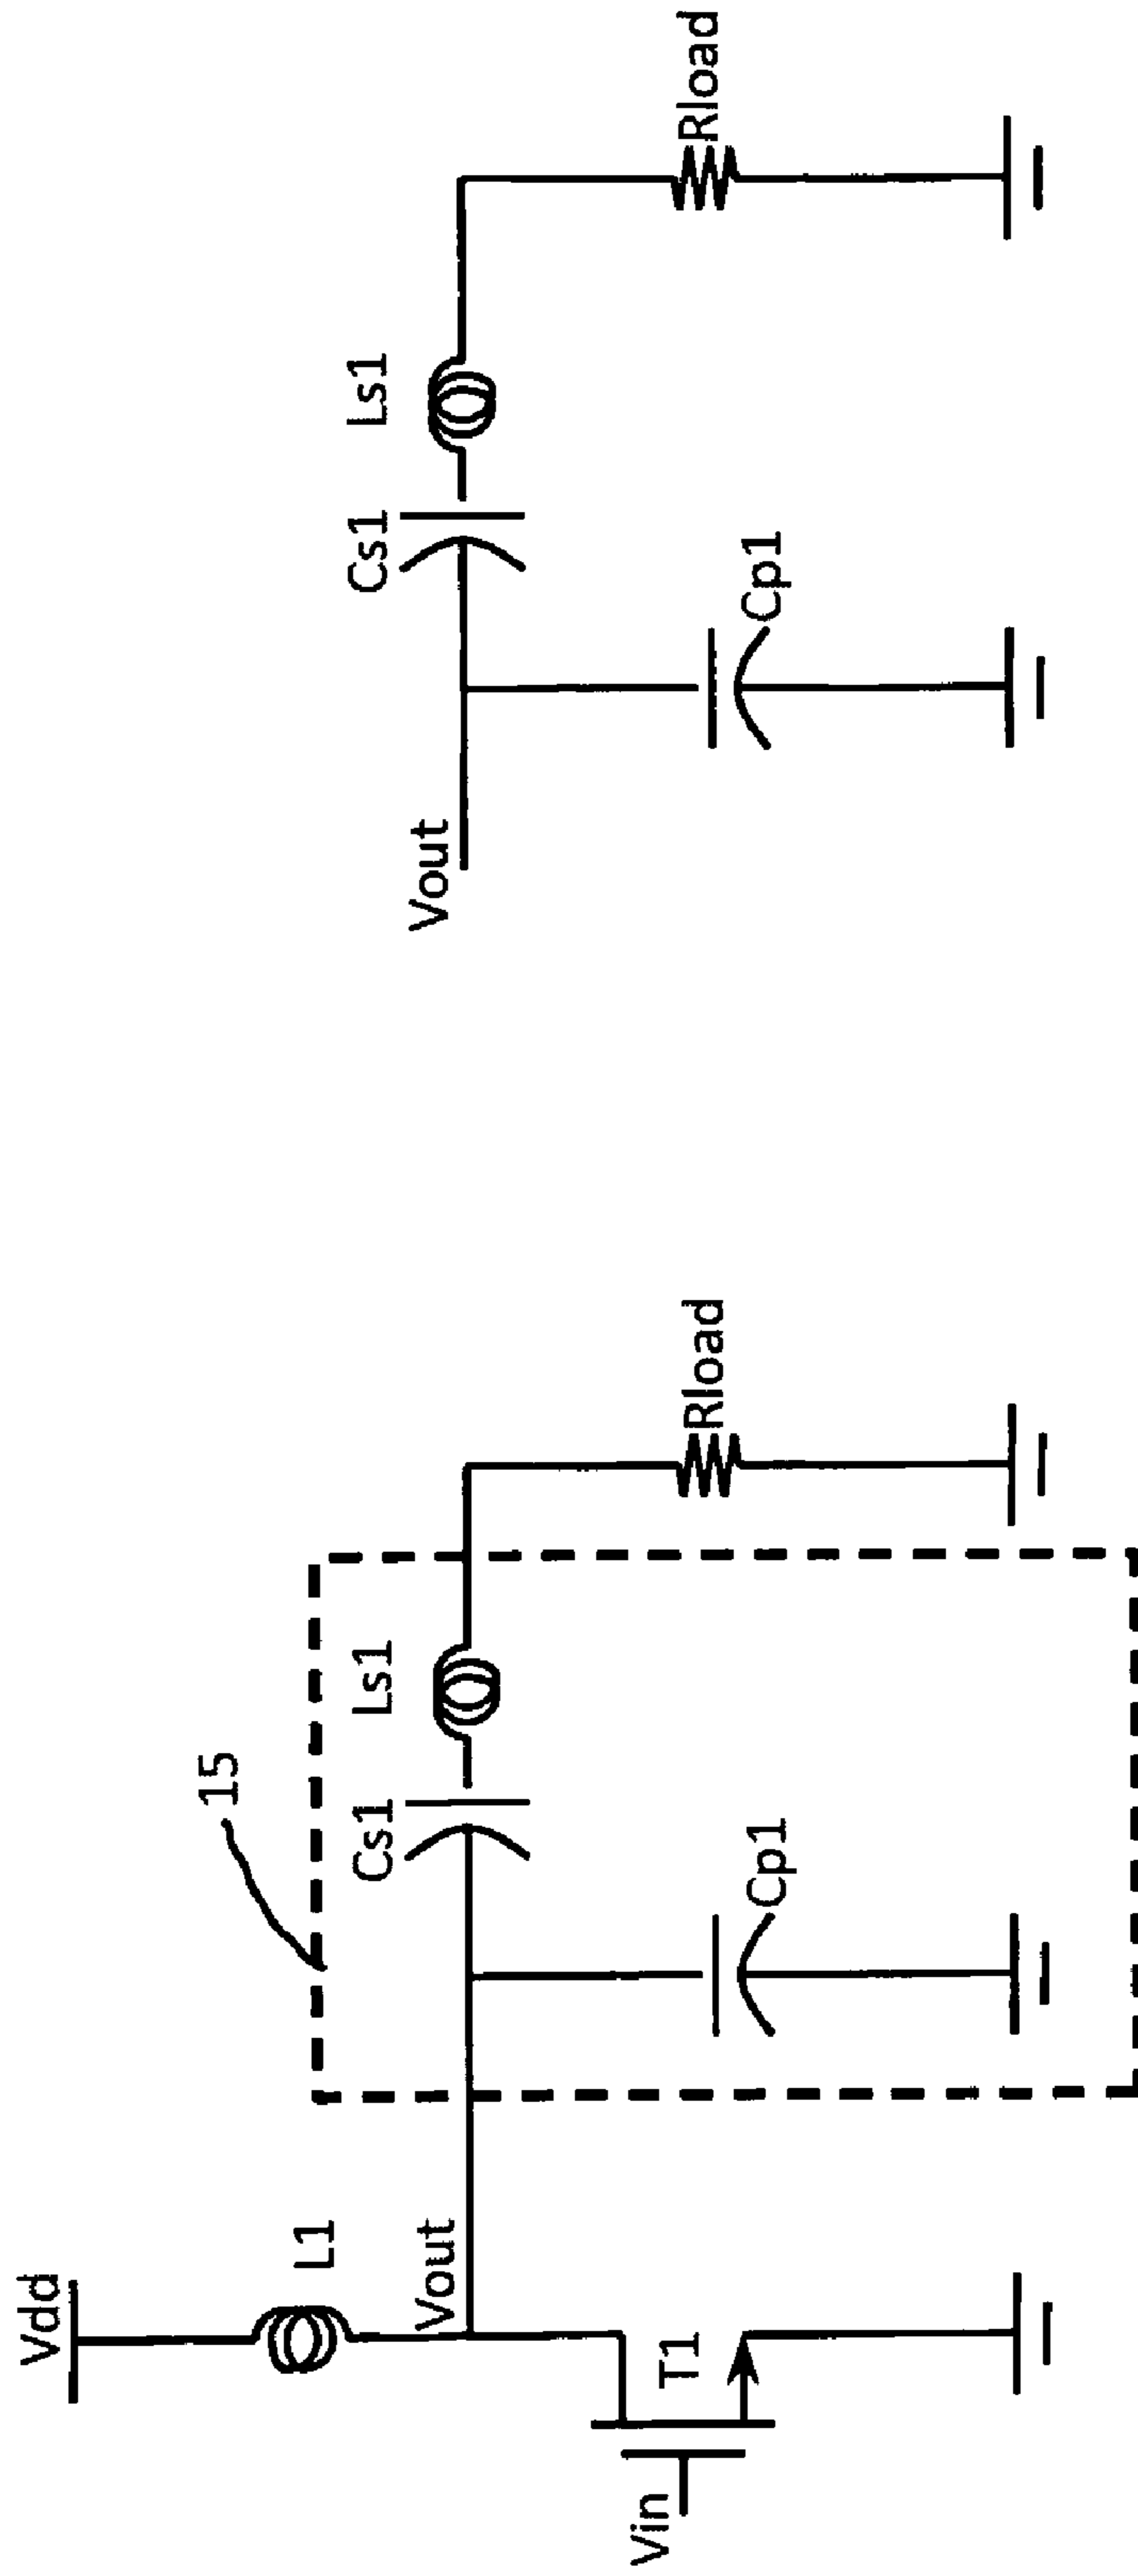 Vdd
L1
Vout
Vin
T1
15
Cs1
Ls1
Cp1
Rload
Vout
Cs1
Ls1
Cp1
Rload